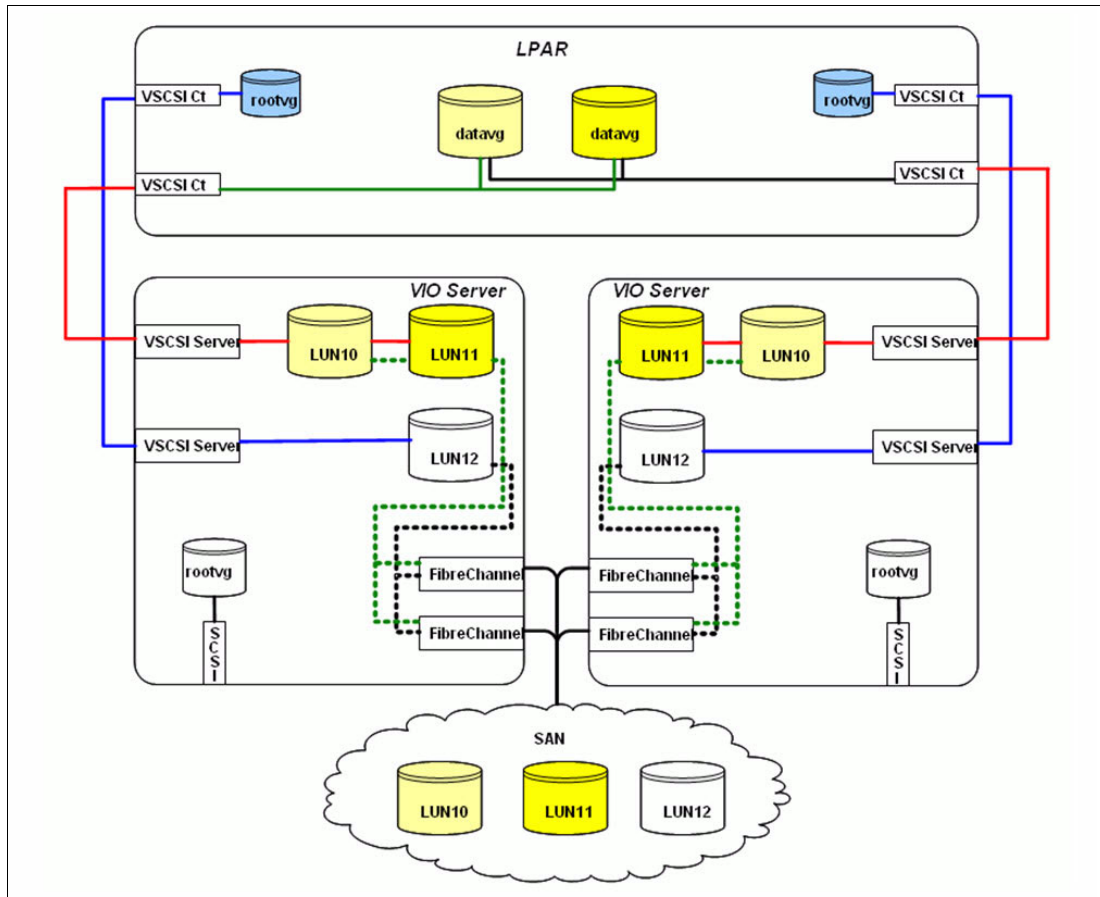 LPAR
VSCSI Ct
rootvg
rootvg
VSCSI Ct
datavg
datavg
VSCSI Ct
VSCSI Ct
VIO Server
VIO Server
VSCSI Server
LUN10
LUN11
LUN11
LUN10
VSCSI Server
VSCSI Server
LUN12
LUN12
VSCSI Server
rootvg
FibreChannel
FibreChannel
rootvg
SCSI
FibreChannel
FibreChannel
SCSI
SAN
LUN10
LUN11
LUN12